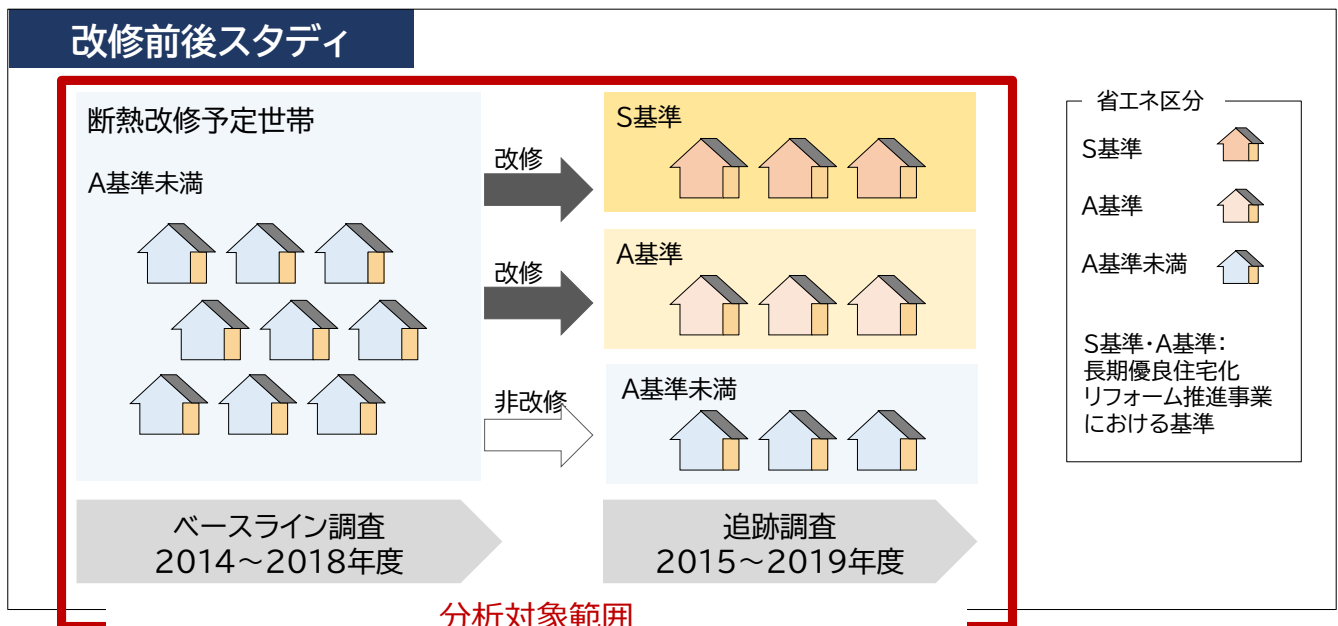 改修前後スタディ
断熱改修予定世帯
A基準未満
改修
改修
非改修
S基準
A基準
A基準未満
ベースライン調査
2014～2018年度
追跡調査
2015～2019年度
分析対象範囲
省エネ区分
S基準
A基準
A基準未満
S基準・A基準：
長期優良住宅化
リフォーム推進事業
における基準